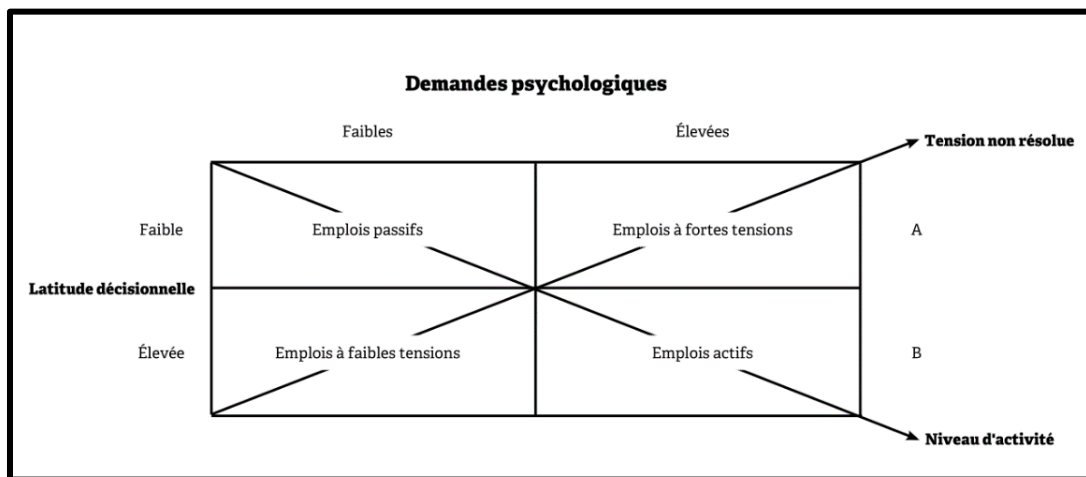 Demandes psychologiques
Faibles
Élevées
Tension non résolue
Faible
Emplois passifs
Emplois à fortes tensions
A
Latitude décisionnelle
Élevée
Emplois à faibles tensions
Emplois actifs
B
Niveau d'activité